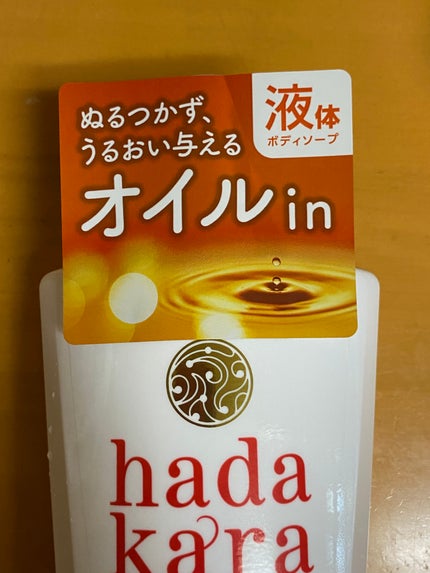 ぬるつかず、
うるおい与える
オイルin
液体
ボディソープ
hada
kara